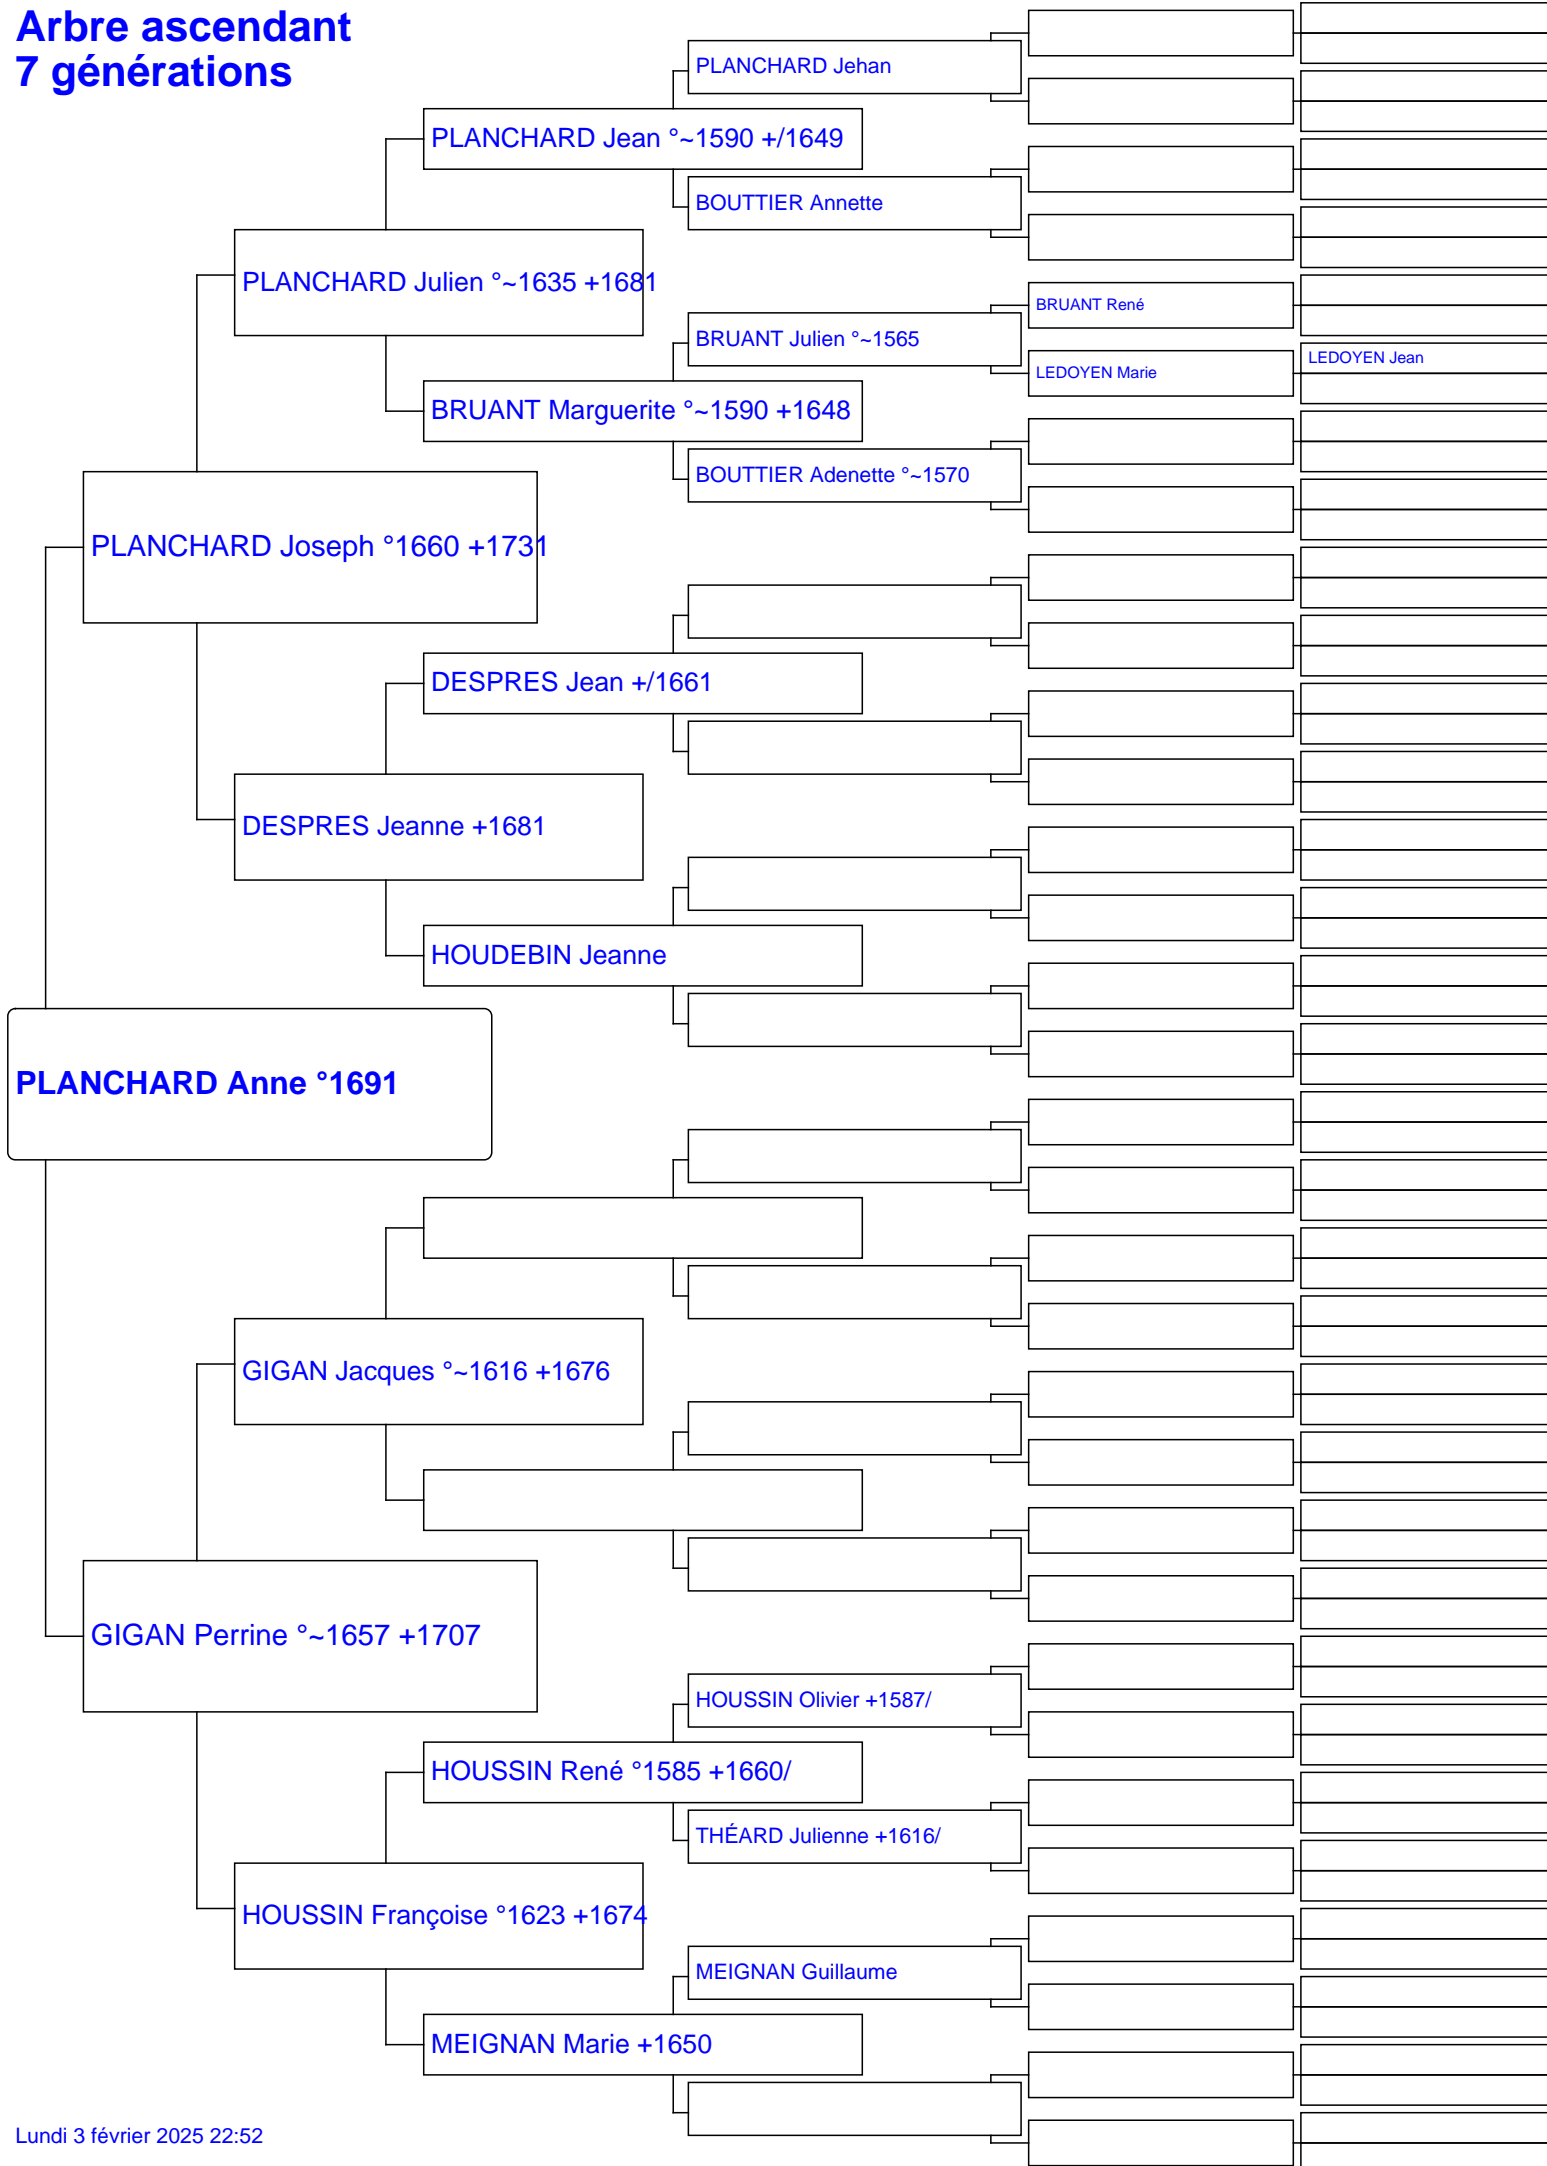 Arbre ascendant
7 générations
PLANCHARD Jehan
PLANCHARD Jean °~1590 +/1649
BOUTTIER Annette
PLANCHARD Julien °~1635 +1681
BRUANT René
BRUANT Julien °~1565
LEDOYEN Jean
LEDOYEN Marie
BRUANT Marguerite °~1590 +1648
BOUTTIER Adenette °~1570
PLANCHARD Joseph °1660 +1731
DESPRES Jean +/1661
DESPRES Jeanne +1681
HOUDEBIN Jeanne
PLANCHARD Anne °1691
GIGAN Jacques °~1616 +1676
GIGAN Perrine °~1657 +1707
HOUSSIN Olivier +1587/
HOUSSIN René °1585 +1660/
THÉARD Julienne +1616/
HOUSSIN Françoise °1623 +1674
MEIGNAN Guillaume
MEIGNAN Marie +1650
Lundi 3 février 2025 22:52